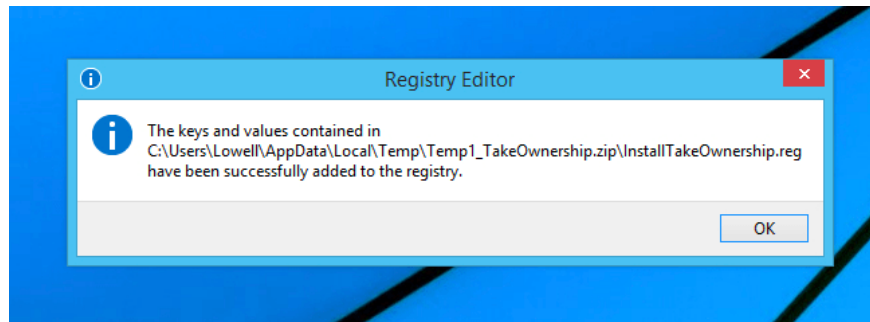 Registry Editor
The keys and values contained in
C:\Users\Lowell\AppData\Local\Temp\Temp1_TakeOwnership.zip\InstallTakeOwnership.reg
have been successfully added to the registry.
OK